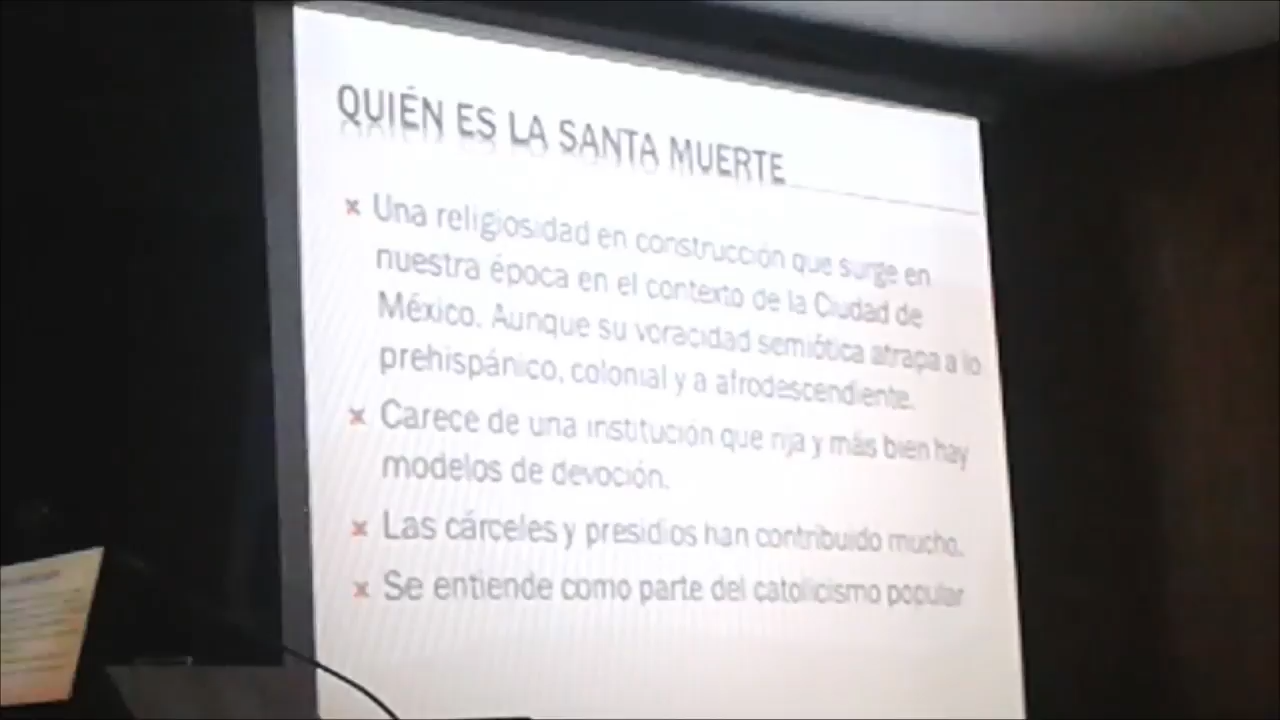 QUIÉN ES LA SANTA MUERTE
Una religiosidad en construcción que surge en
nuestra época en el contexto de la Ciudad de
México. Aunque su voracidad semiótica atrapa a lo
prehispánico, colonial y a afrodescendiente.
Carece de una institución que rija y más bien hay
modelos de devoción.
Las cárceles y presidios han contribuido mucho.
Se entiende como parte del catolicismo popular